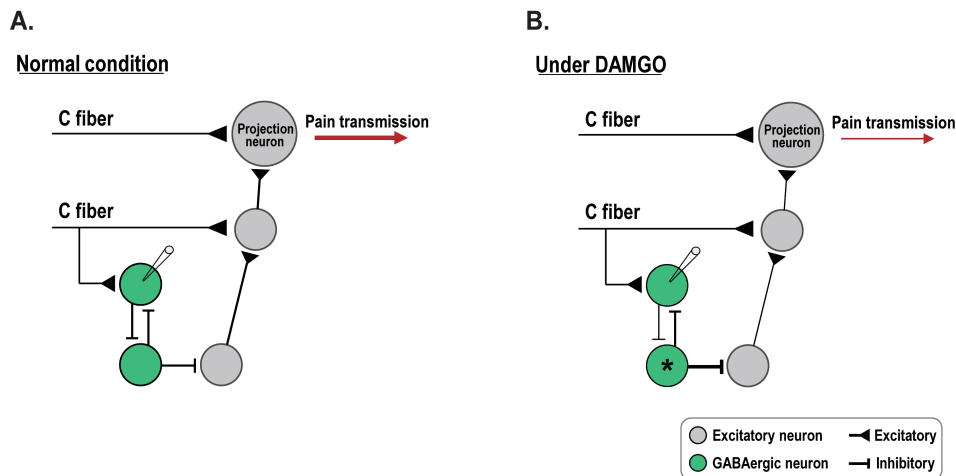 A.
Normal condition
C fiber
Projection
neuron
Pain transmission
C fiber
B.
Under DAMGO
C fiber
Projection
neuron
Pain transmission
C fiber
*
Excitatory neuron
Excitatory
GABAergic neuron
Inhibitory